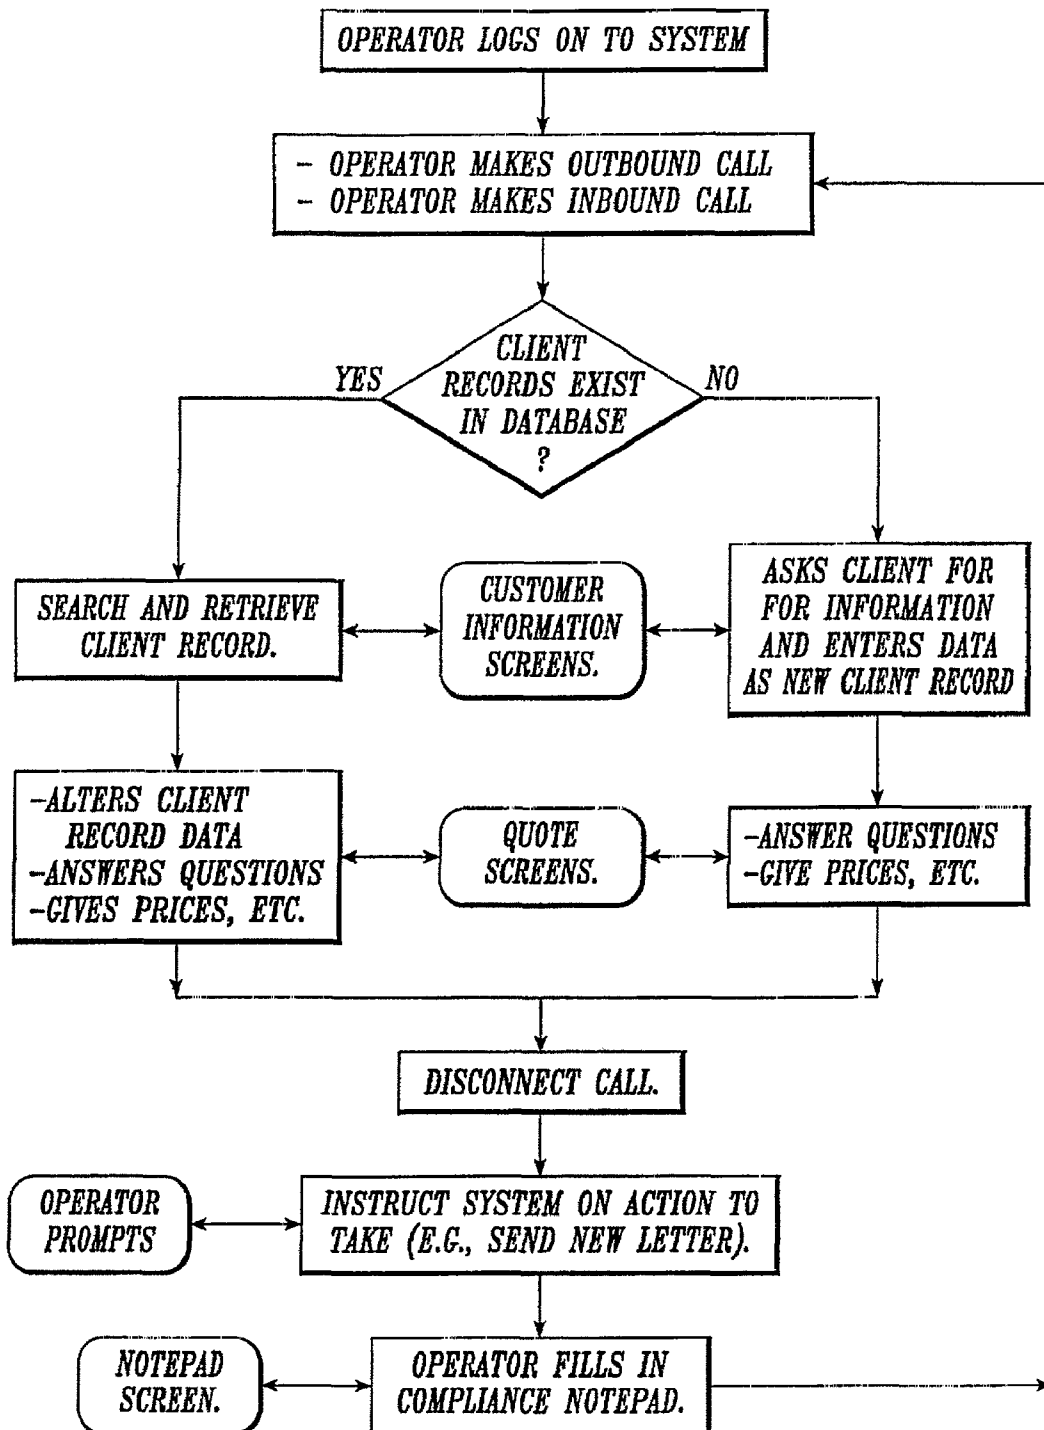 OPERATOR LOGS ON TO SYSTEM
- OPERATOR MAKES OUTBOUND CALL
- OPERATOR MAKES INBOUND CALL
CLIENT
RECORDS EXIST
IN DATABASE
?
YES
NO
SEARCH AND RETRIEVE
CLIENT RECORD.
CUSTOMER
INFORMATION
SCREENS.
ASKS CLIENT FOR
FOR INFORMATION
AND ENTERS DATA
AS NEW CLIENT RECORD
-ALTERS CLIENT
RECORD DATA
-ANSWERS QUESTIONS
-GIVES PRICES, ETC.
QUOTE
SCREENS.
-ANSWER QUESTIONS
-GIVE PRICES, ETC.
DISCONNECT CALL.
OPERATOR
PROMPTS
INSTRUCT SYSTEM ON ACTION TO
TAKE (E.G., SEND NEW LETTER).
NOTEPAD
SCREEN.
OPERATOR FILLS IN
COMPLIANCE NOTEPAD.